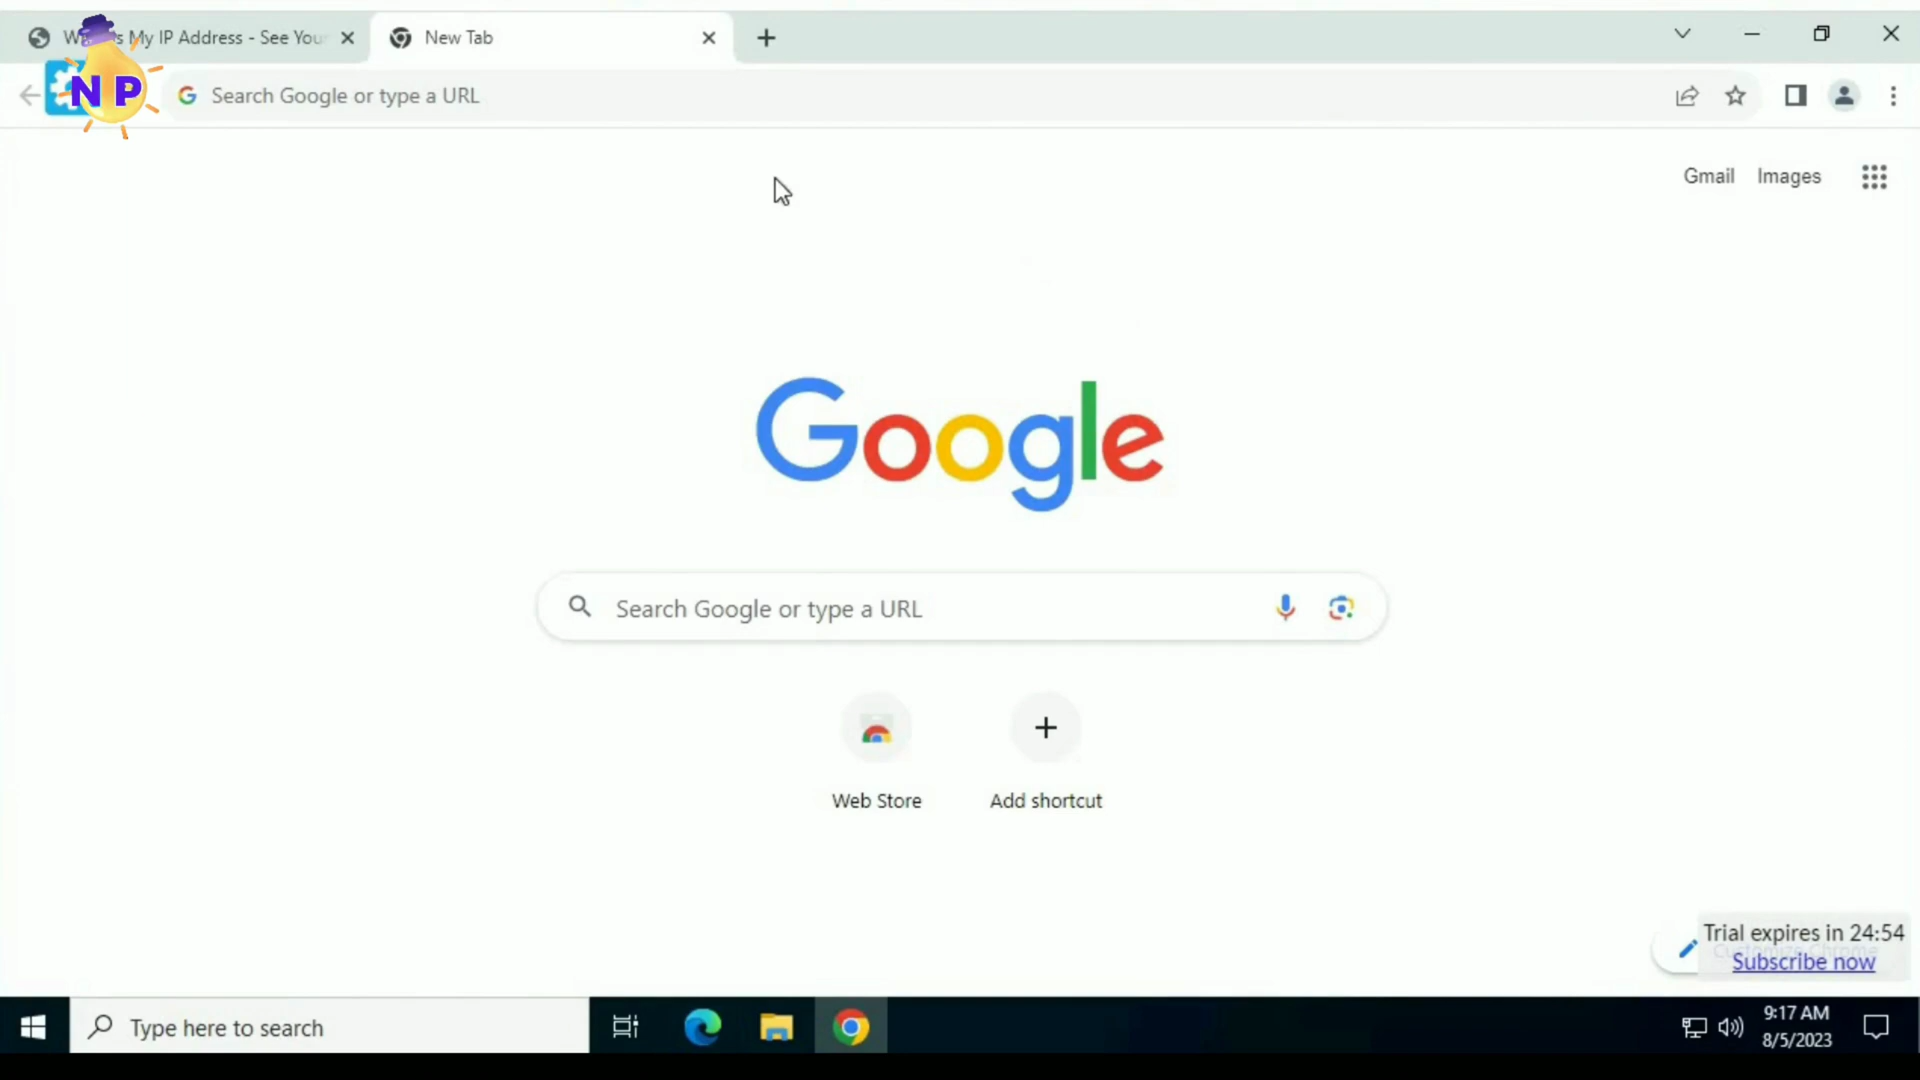 My IP Address - See You
New Tab
N P
Search Google or type a URL
Gmail
Images
Google
Search Google or type a URL
Web Store
Add shortcut
Trial expires in 24:54
Customize Chrome
Subscribe now
Type here to search
9:17 AM
8/5/2023